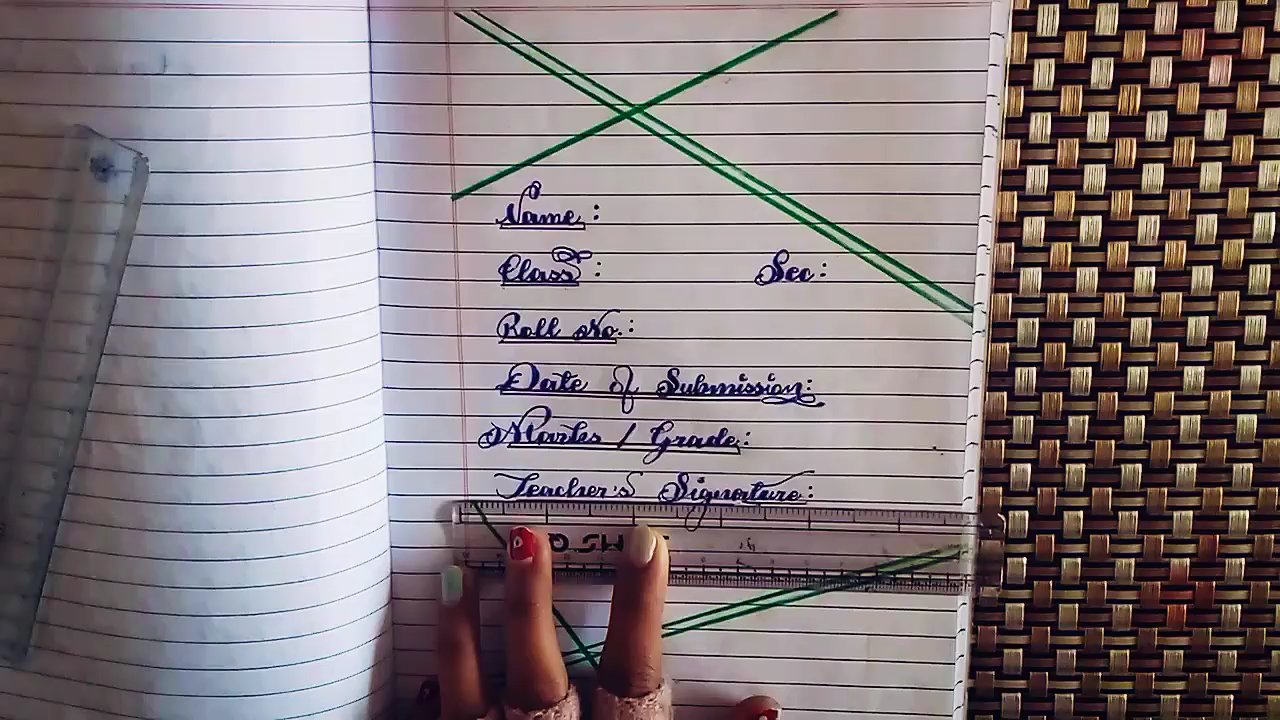 Name :
Class : Sec :
Roll No. :
Date of Submission :
Marks / Grade :
Teacher's Signature :